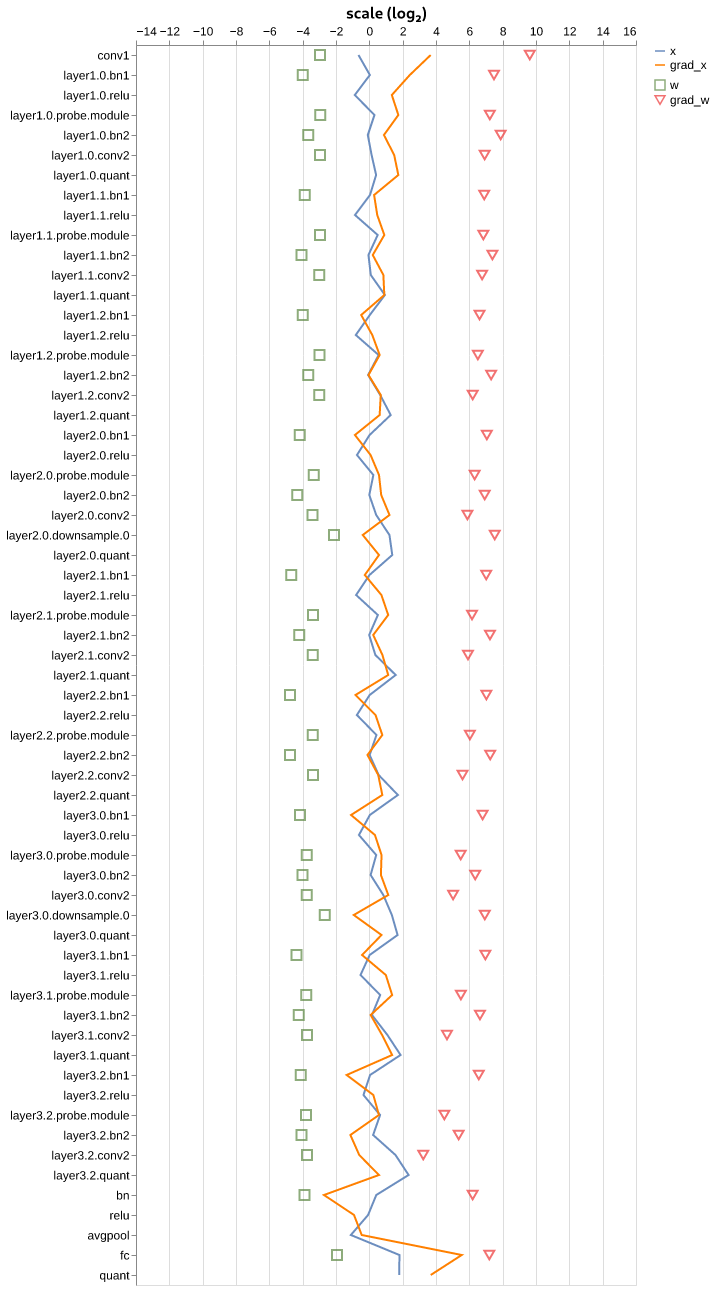 scale (log₂)
−14 −12 −10 −8 −6 −4 −2 0 2 4 6 8 10 12 14 16
x
grad_x
w
grad_w
conv1
layer1.0.bn1
layer1.0.relu
layer1.0.probe.module
layer1.0.bn2
layer1.0.conv2
layer1.0.quant
layer1.1.bn1
layer1.1.relu
layer1.1.probe.module
layer1.1.bn2
layer1.1.conv2
layer1.1.quant
layer1.2.bn1
layer1.2.relu
layer1.2.probe.module
layer1.2.bn2
layer1.2.conv2
layer1.2.quant
layer2.0.bn1
layer2.0.relu
layer2.0.probe.module
layer2.0.bn2
layer2.0.conv2
layer2.0.downsample.0
layer2.0.quant
layer2.1.bn1
layer2.1.relu
layer2.1.probe.module
layer2.1.bn2
layer2.1.conv2
layer2.1.quant
layer2.2.bn1
layer2.2.relu
layer2.2.probe.module
layer2.2.bn2
layer2.2.conv2
layer2.2.quant
layer3.0.bn1
layer3.0.relu
layer3.0.probe.module
layer3.0.bn2
layer3.0.conv2
layer3.0.downsample.0
layer3.0.quant
layer3.1.bn1
layer3.1.relu
layer3.1.probe.module
layer3.1.bn2
layer3.1.conv2
layer3.1.quant
layer3.2.bn1
layer3.2.relu
layer3.2.probe.module
layer3.2.bn2
layer3.2.conv2
layer3.2.quant
bn
relu
avgpool
fc
quant